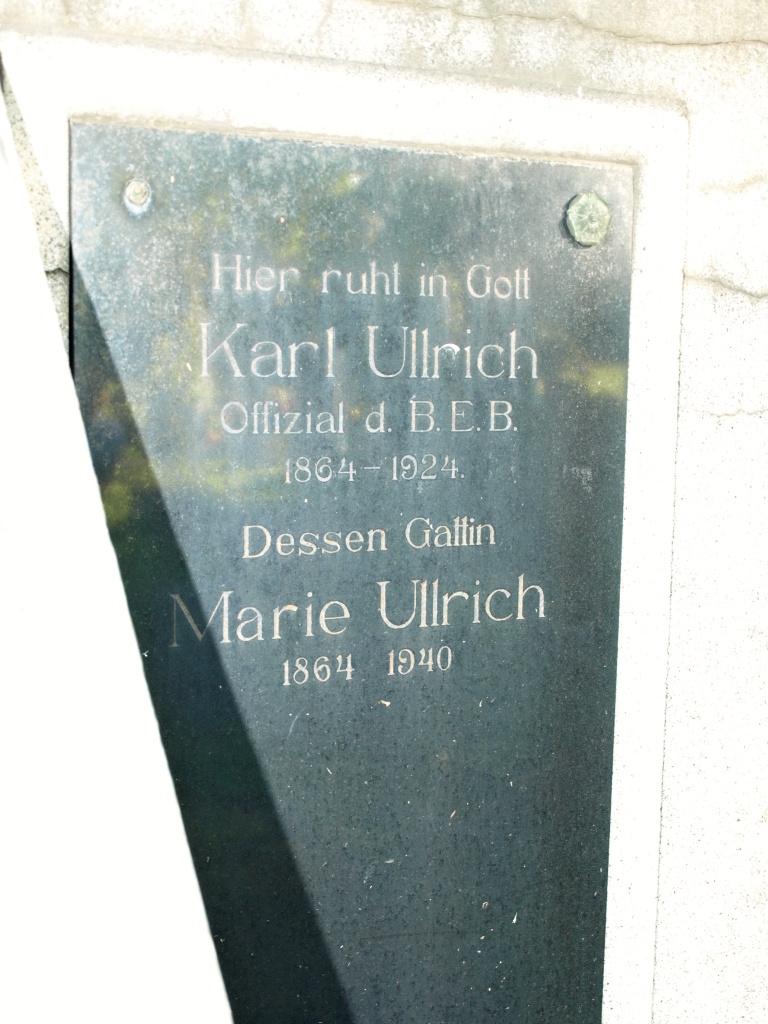 Hier ruht in Gott
Karl Ullrich
Offizial d. B. E. B.
1864 – 1924.
Dessen Gattin
Marie Ullrich
1864 1940